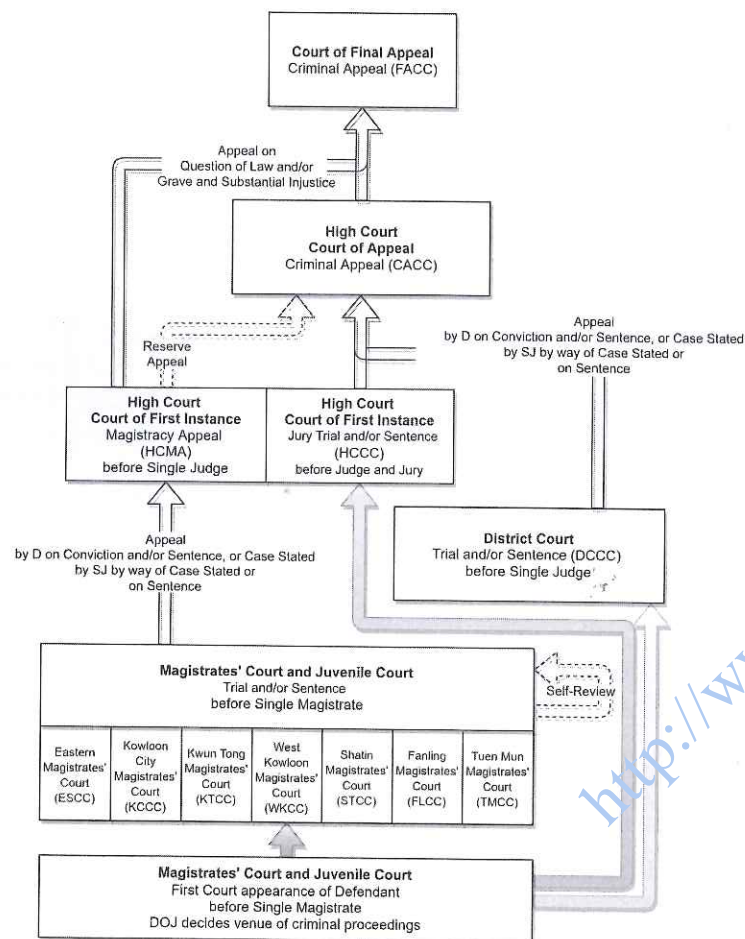 Court of Final Appeal
Criminal Appeal (FACC)
Appeal on
Question of Law and/or
Grave and Substantial Injustice
High Court
Court of Appeal
Criminal Appeal (CACC)
Reserve
Appeal
Appeal
by D on Conviction and/or Sentence, or Case Stated
by SJ by way of Case Stated or
on Sentence
High Court
Court of First Instance
Magistracy Appeal
(HCMA)
before Single Judge
High Court
Court of First Instance
Jury Trial and/or Sentence
(HCCC)
before Judge and Jury
Appeal
by D on Conviction and/or Sentence, or Case Stated
by SJ by way of Case Stated or
on Sentence
District Court
Trial and/or Sentence (DCCC)
before Single Judge
Magistrates' Court and Juvenile Court
Trial and/or Sentence
before Single Magistrate
Self-Review
Eastern
Magistrates'
Court
(ESCC)
Kowloon
City
Magistrates'
Court
(KCCC)
Kwun Tong
Magistrates'
Court
(KTCC)
West
Kowloon
Magistrates'
Court
(WKCC)
Shatin
Magistrates'
Court
(STCC)
Fanling
Magistrates'
Court
(FLCC)
Tuen Mun
Magistrates'
Court
(TMCC)
Magistrates' Court and Juvenile Court
First Court appearance of Defendant
before Single Magistrate
DOJ decides venue of criminal proceedings
http://w